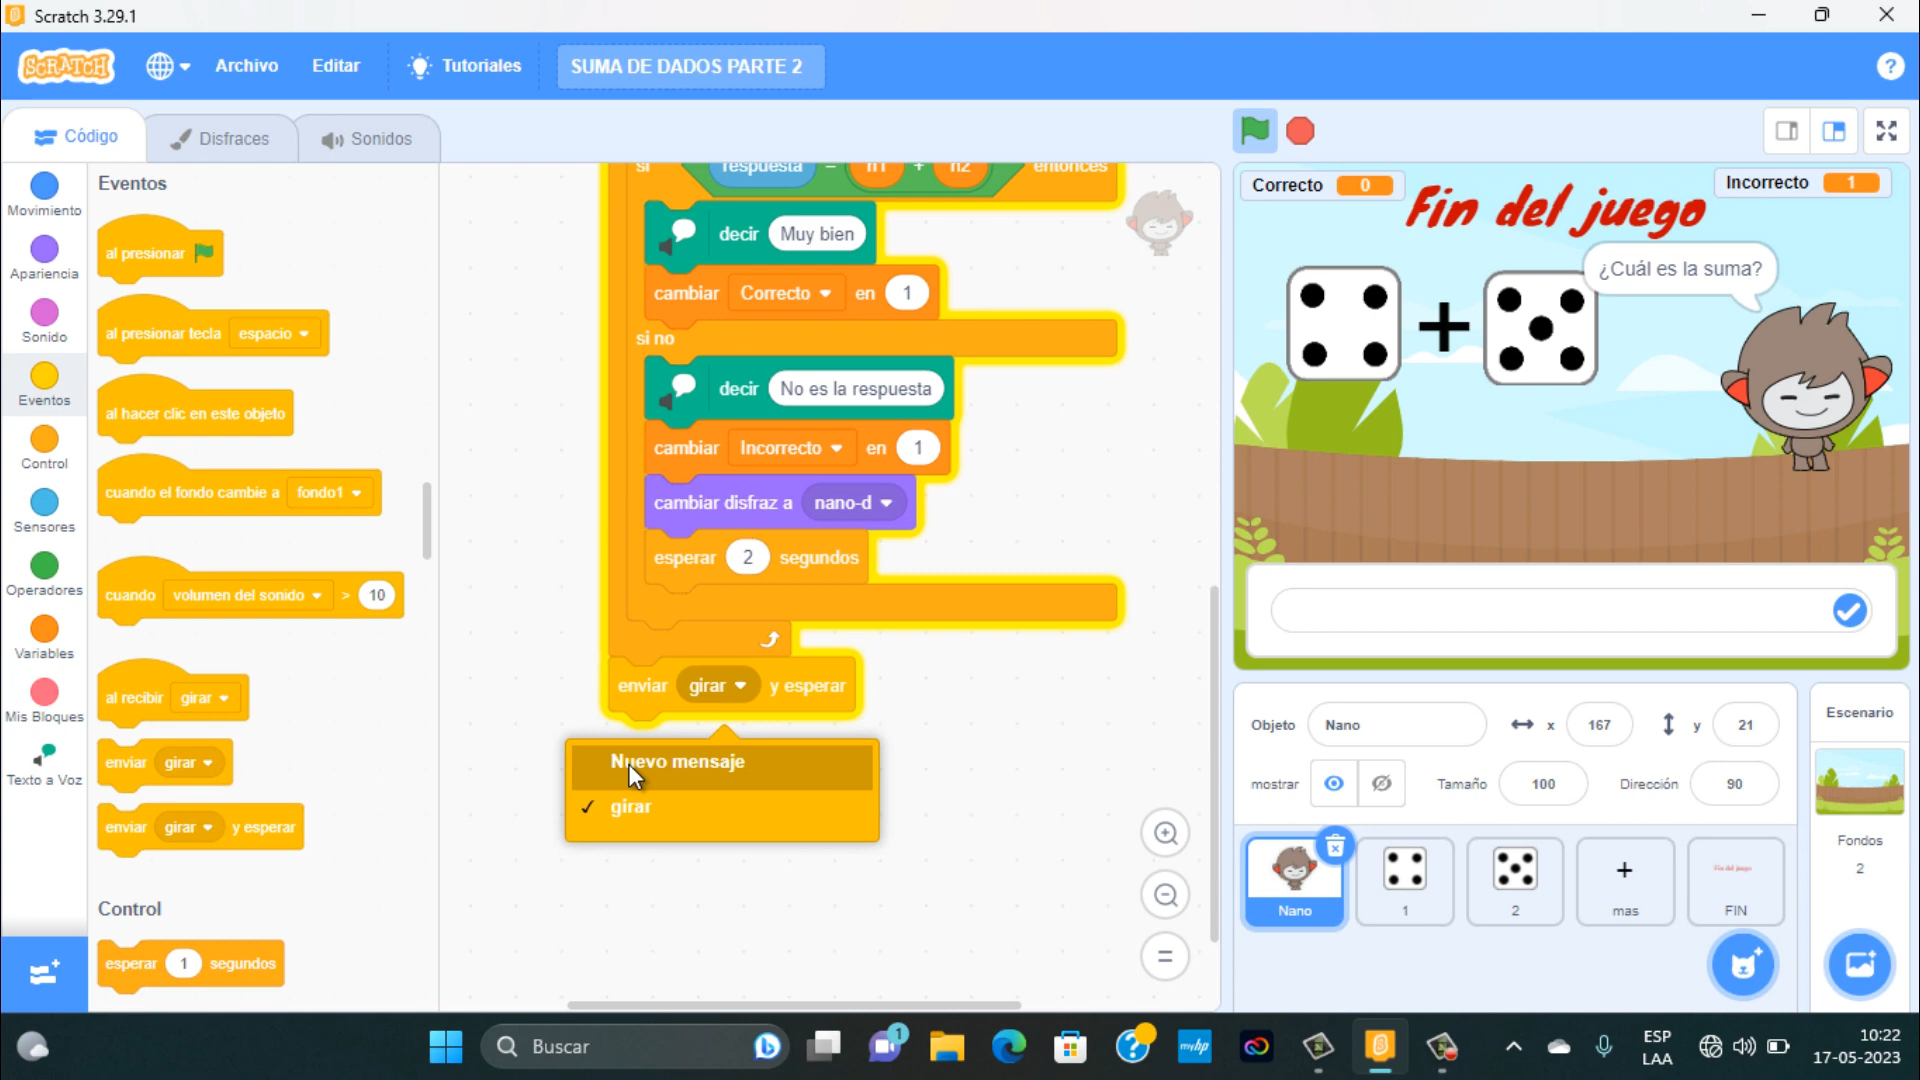 Scratch 3.29.1
SCRATCH
Archivo
Editar
Tutoriales
SUMA DE DADOS PARTE 2
?
Código
Disfraces
Sonidos
Movimiento
Apariencia
Sonido
Eventos
Control
Sensores
Operadores
Variables
Mis Bloques
Texto a Voz
Eventos
al presionar
al presionar tecla espacio
al hacer clic en este objeto
cuando el fondo cambie a fondo1
cuando volumen del sonido > 10
al recibir girar
enviar girar
enviar girar y esperar
Control
esperar 1 segundos
si respuesta = n1 + n2 entonces
decir Muy bien
cambiar Correcto en 1
si no
decir No es la respuesta
cambiar Incorrecto en 1
cambiar disfraz a nano-d
esperar 2 segundos
enviar girar y esperar
Nuevo mensaje
✓ girar
Correcto 0
Incorrecto 1
Fin del juego
¿Cuál es la suma?
+
Objeto Nano x 167 y 21
mostrar Tamaño 100 Dirección 90
Nano
1
2
+
mas
Fin del juego
FIN
Escenario
Fondos
2
Buscar
1
myhp
ESP
LAA
10:22
17-05-2023